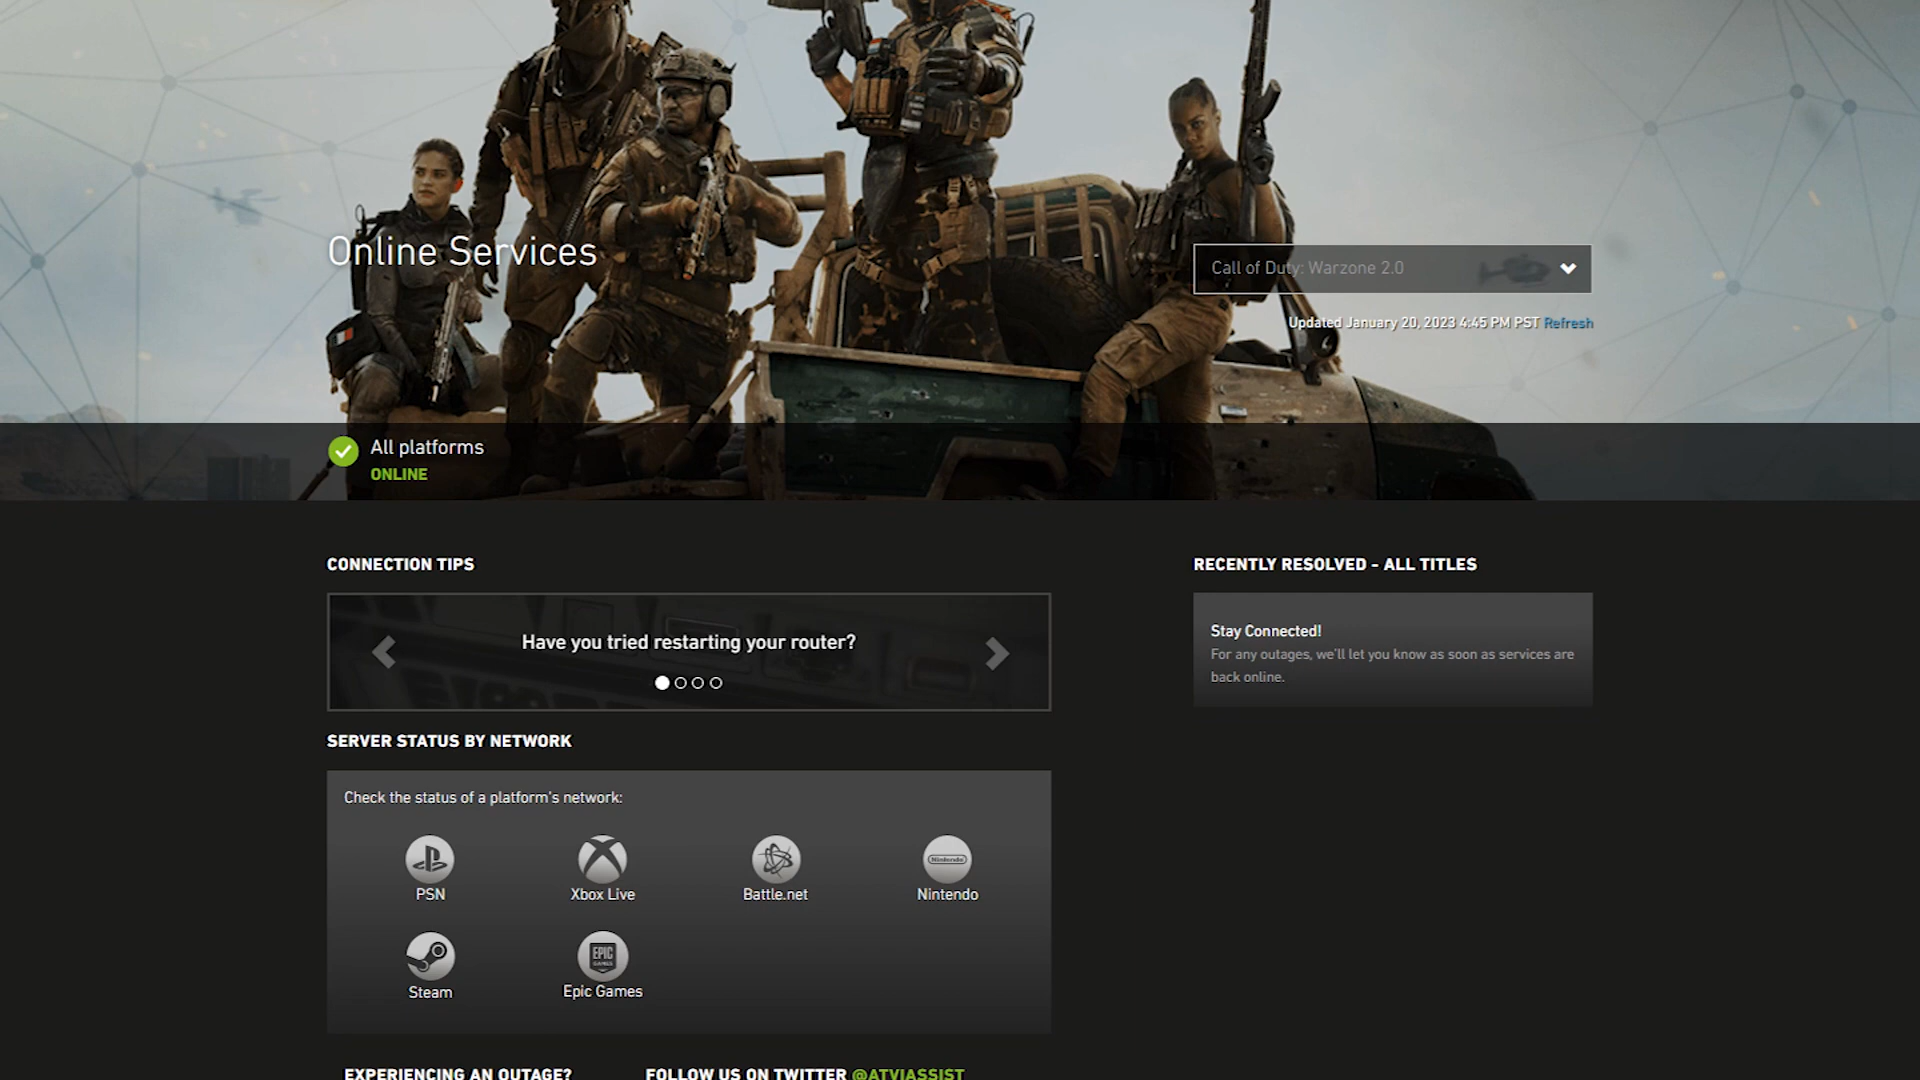 Online Services
Call of Duty: Warzone 2.0
Updated January 20, 2023 4:45 PM PST Refresh
All platforms
ONLINE
CONNECTION TIPS
Have you tried restarting your router?
RECENTLY RESOLVED - ALL TITLES
Stay Connected!
For any outages, we'll let you know as soon as services are
back online.
SERVER STATUS BY NETWORK
Check the status of a platform's network:
PSN
Xbox Live
Battle.net
Nintendo
Nintendo
Steam
EPIC
GAMES
Epic Games
EXPERIENCING AN OUTAGE?
FOLLOW US ON TWITTER @ATVIASSIST